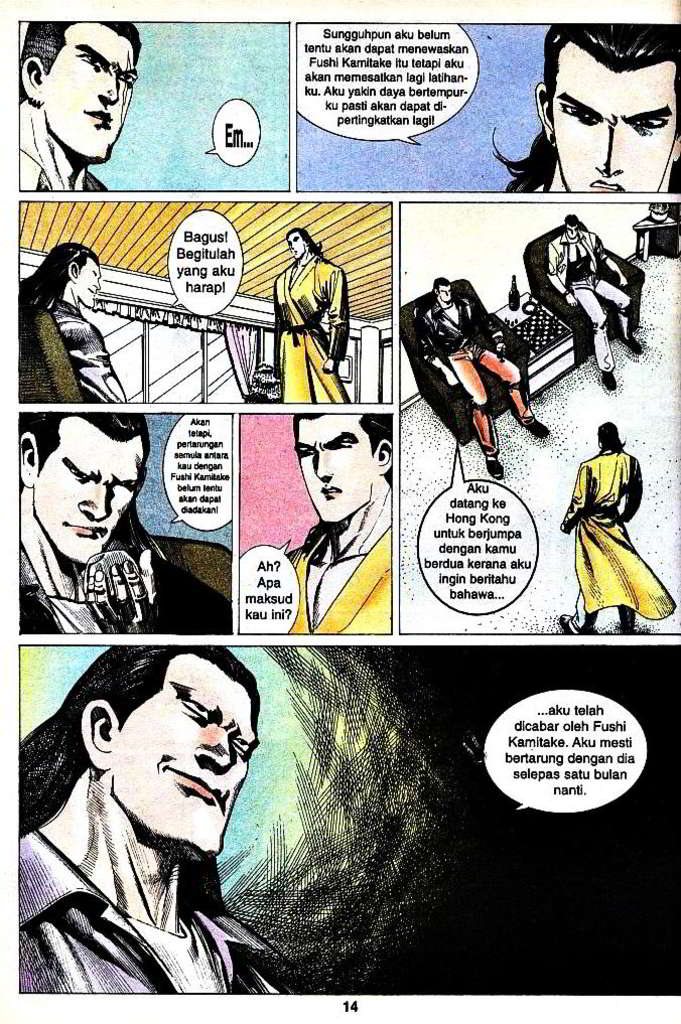 Em...
Sungguhpun aku belum
tentu akan dapat menewaskan
Fushi Kamitake itu tetapi aku
akan memesatkan lagi latihan-
ku. Aku yakin daya bertempur-
ku pasti akan dapat di-
pertingkatkan lagi!
Bagus!
Begitulah
yang aku
harap!
Akan
tetapi,
pertarungan
semula antara
kau dengan
Fushi Kamitake
belum tentu
akan dapat
diadakan!
Ah?
Apa
maksud
kau ini?
Aku
datang ke
Hong Kong
untuk berjumpa
dengan kamu
berdua kerana aku
ingin beritahu
bahawa...
...aku telah
dicabar oleh Fushi
Kamitake. Aku mesti
bertarung dengan dia
selepas satu bulan
nanti.
14